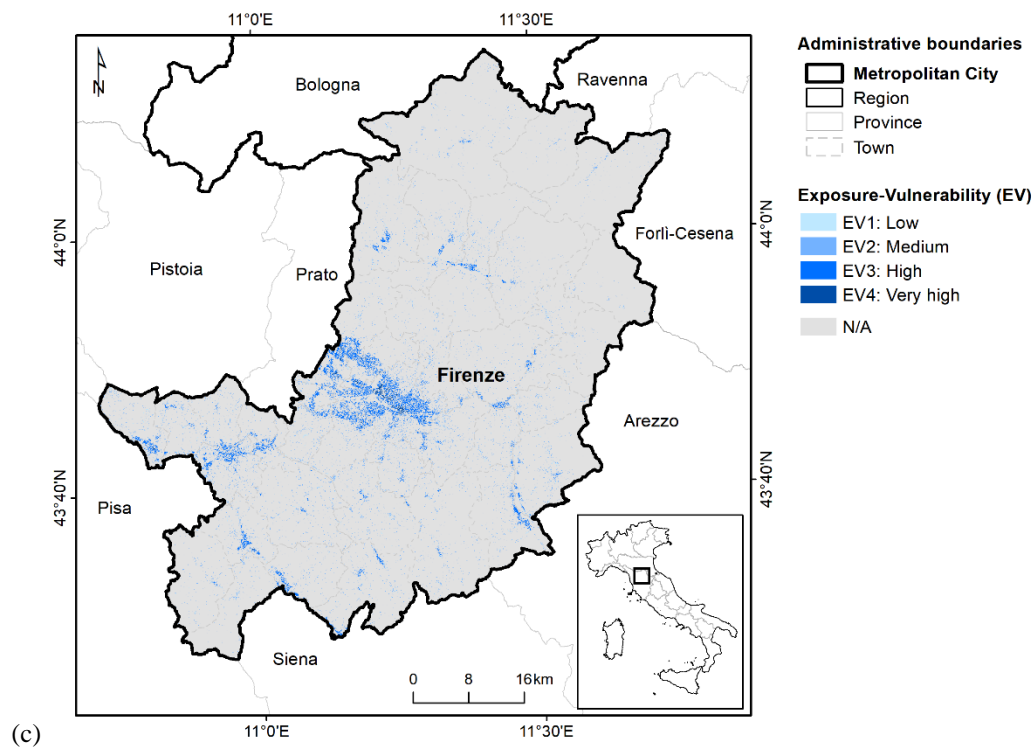 11°0'E
11°30'E
N
Bologna
Ravenna
44°0'N
44°0'N
Forlì-Cesena
Pistoia
Prato
Firenze
Arezzo
43°40'N
43°40'N
Pisa
Siena
0 8 16 km
11°0'E
11°30'E
(c)
Administrative boundaries
Metropolitan City
Region
Province
Town
Exposure-Vulnerability (EV)
EV1: Low
EV2: Medium
EV3: High
EV4: Very high
N/A